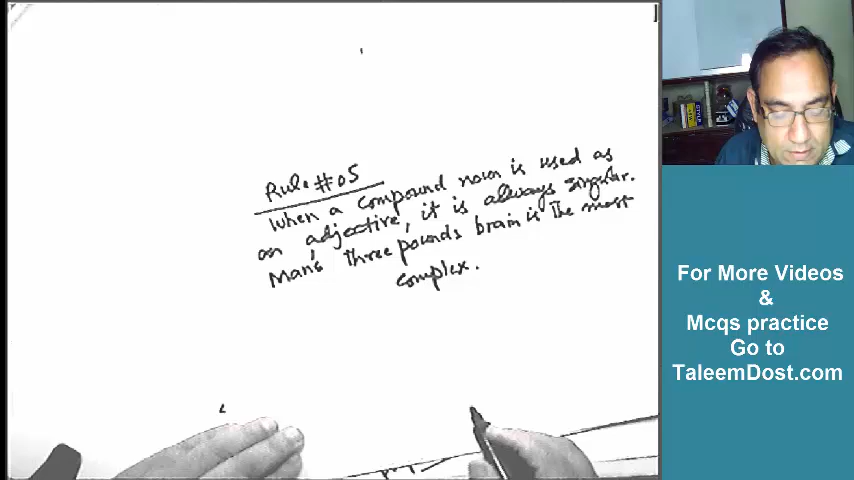 Rule #05
When a compound noun is used as
an adjective, it is always singular.
Man's three pounds brain is the most
complex.
For More Videos
&
Mcqs practice
Go to
TaleemDost.com